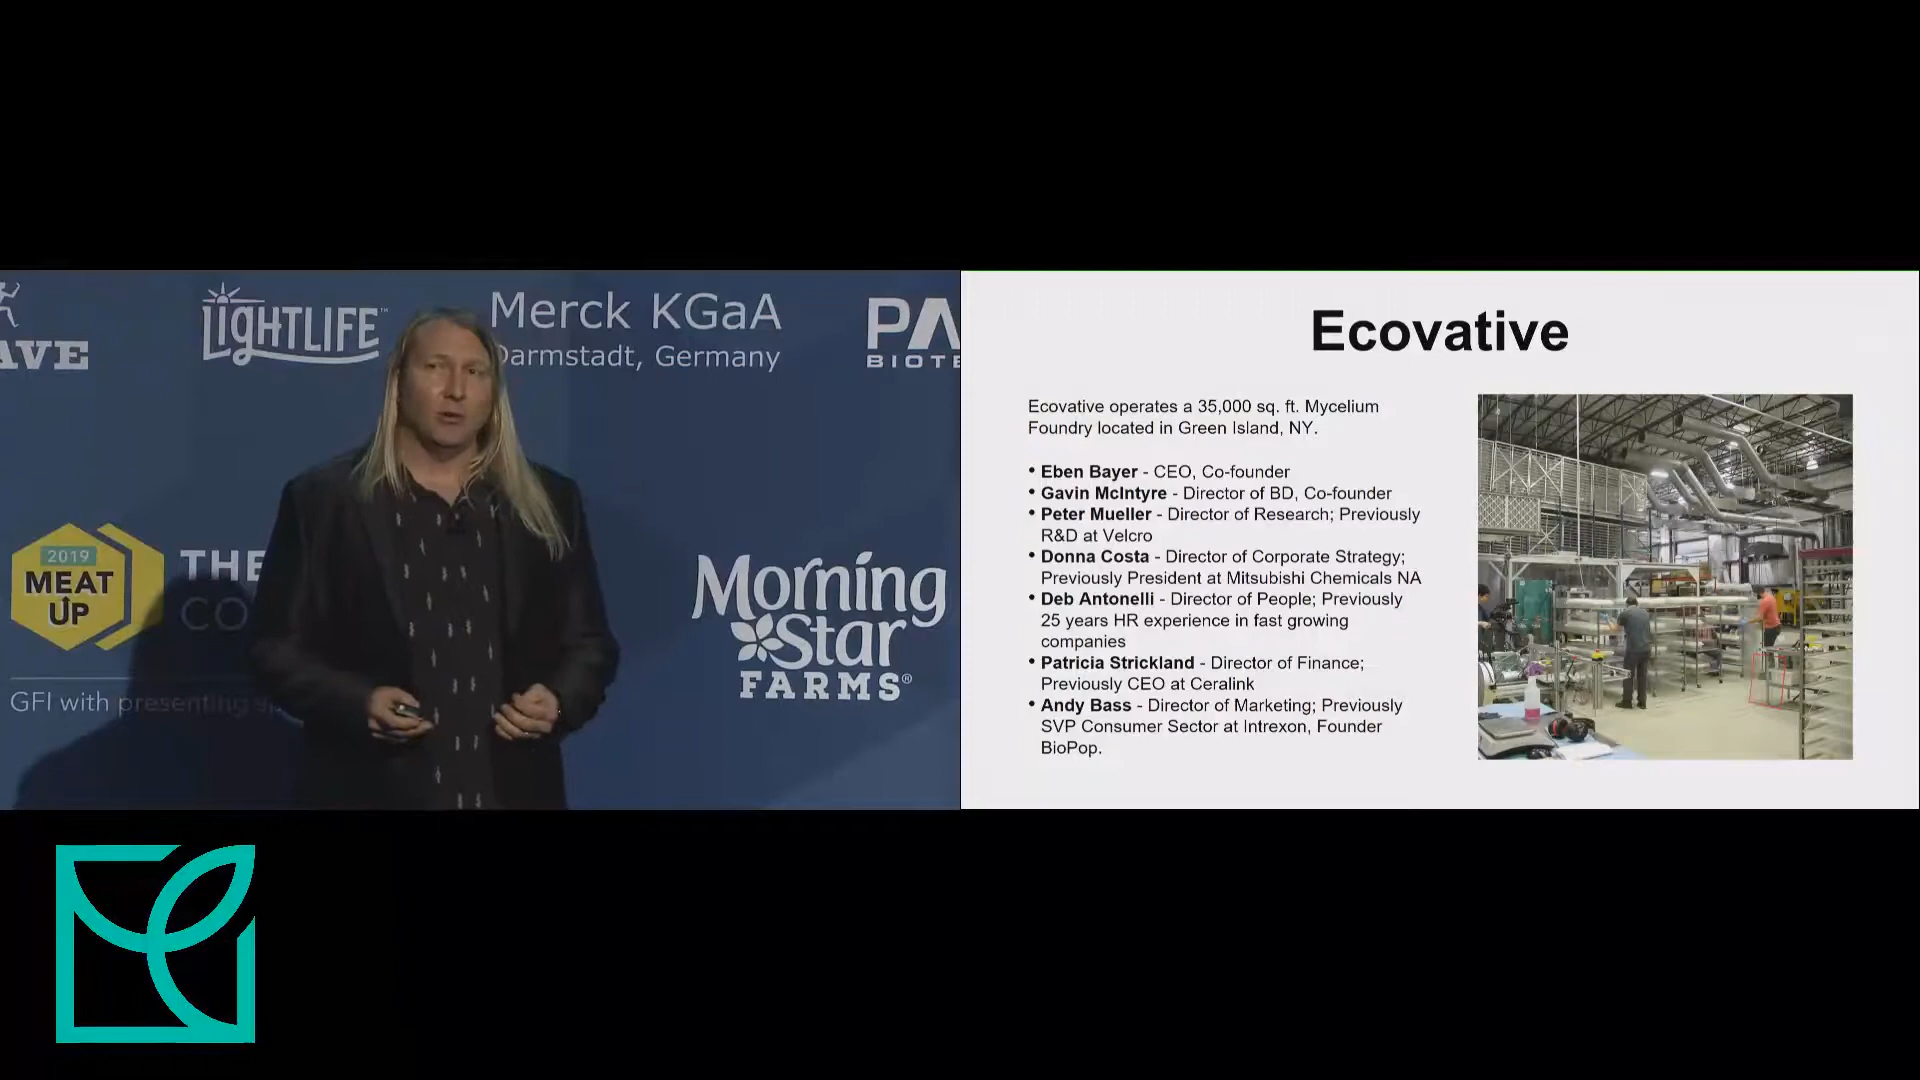 AVE
LIGHTLIFE™
Merck KGaA
Darmstadt, Germany
PA
BIOTE
2019
MEAT
UP
THE
CO
GFI with presenting
Morning
Star
FARMS®
Ecovative
Ecovative operates a 35,000 sq. ft. Mycelium
Foundry located in Green Island, NY.
• Eben Bayer - CEO, Co-founder
• Gavin McIntyre - Director of BD, Co-founder
• Peter Mueller - Director of Research; Previously
R&D at Velcro
• Donna Costa - Director of Corporate Strategy;
Previously President at Mitsubishi Chemicals NA
• Deb Antonelli - Director of People; Previously
25 years HR experience in fast growing
companies
• Patricia Strickland - Director of Finance;
Previously CEO at Ceralink
• Andy Bass - Director of Marketing; Previously
SVP Consumer Sector at Intrexon, Founder
BioPop.